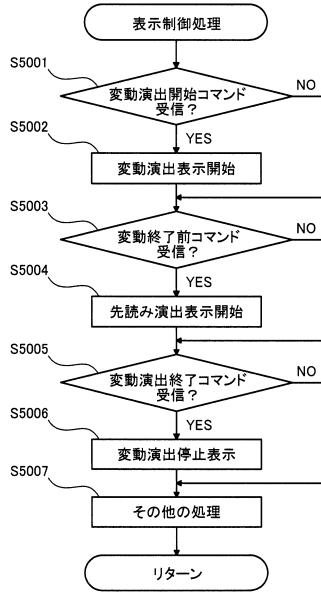 表示制御処理
S5001
変動演出開始コマンド
受信？
NO
YES
S5002
変動演出表示開始
S5003
変動終了前コマンド
受信？
NO
YES
S5004
先読み演出表示開始
S5005
変動演出終了コマンド
受信？
NO
YES
S5006
変動演出停止表示
S5007
その他の処理
リターン